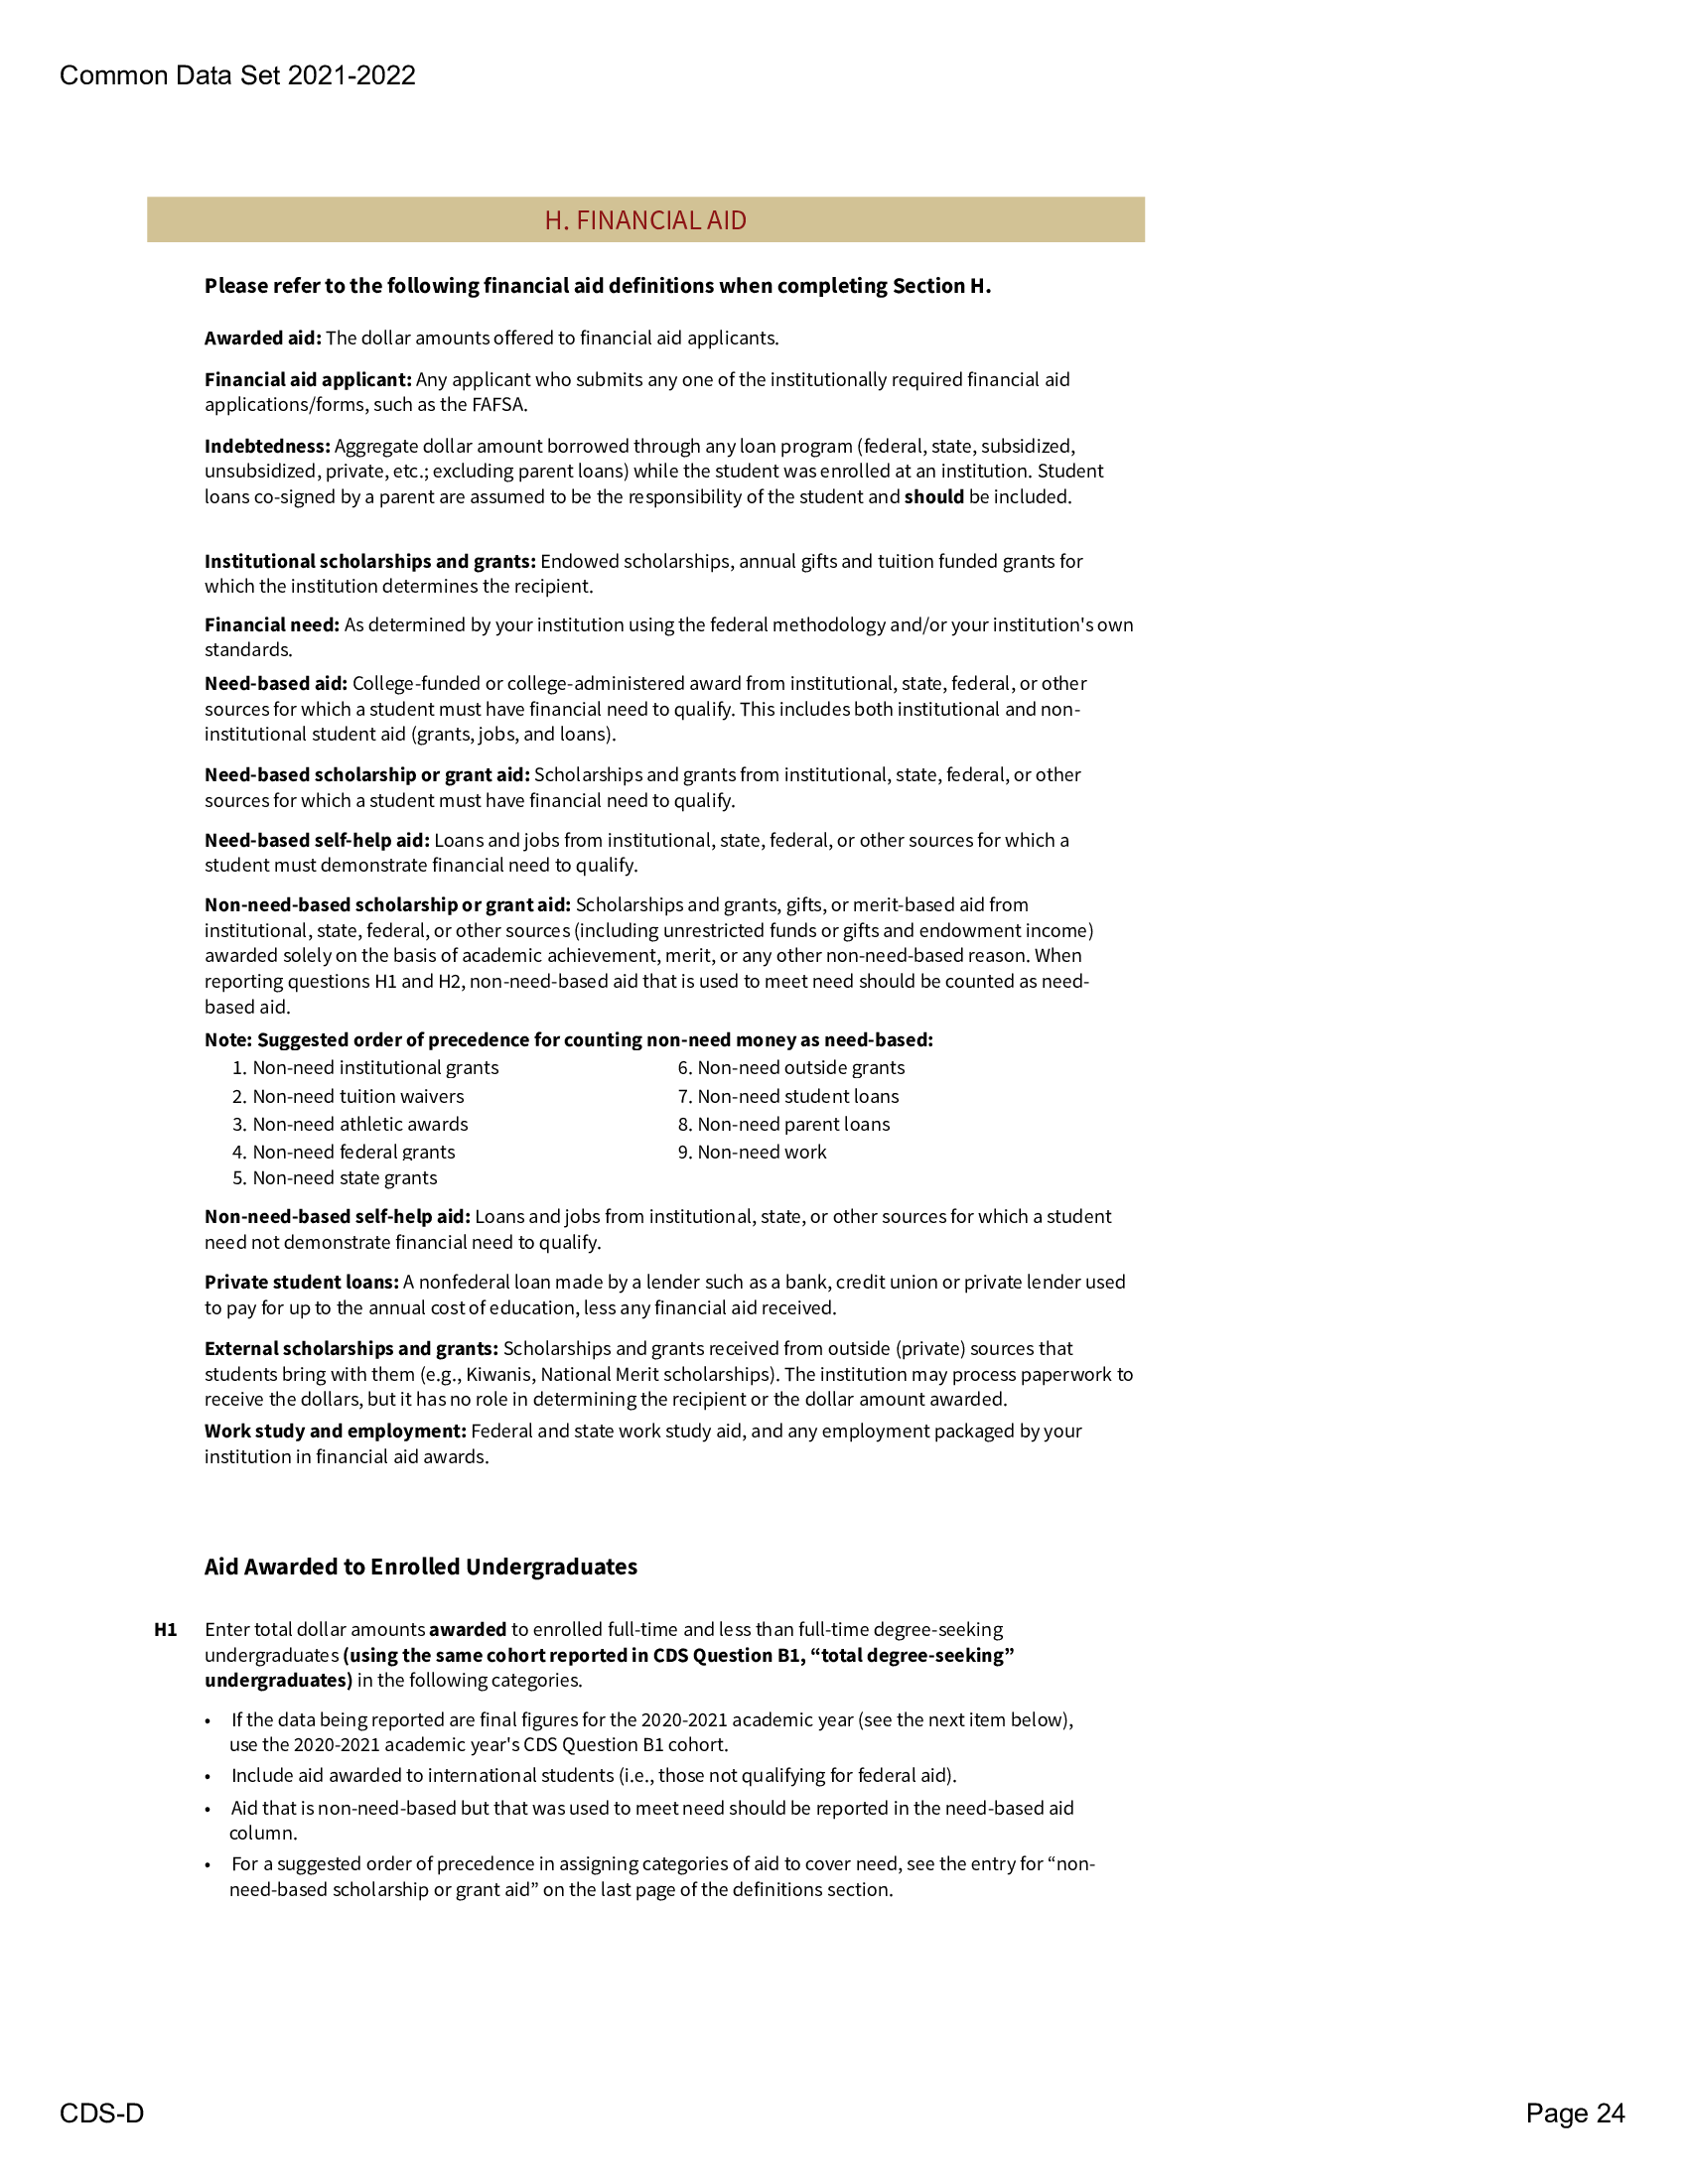 Common Data Set 2021-2022
H. FINANCIAL AID
Please refer to the following financial aid definitions when completing Section H.
Awarded aid: The dollar amounts offered to financial aid applicants.
Financial aid applicant: Any applicant who submits any one of the institutionally required financial aid
applications/forms, such as the FAFSA.
Indebtedness: Aggregate dollar amount borrowed through any loan program (federal, state, subsidized,
unsubsidized, private, etc.; excluding parent loans) while the student was enrolled at an institution. Student
loans co-signed by a parent are assumed to be the responsibility of the student and should be included.
Institutional scholarships and grants: Endowed scholarships, annual gifts and tuition funded grants for
which the institution determines the recipient.
Financial need: As determined by your institution using the federal methodology and/or your institution's own
standards.
Need-based aid: College-funded or college-administered award from institutional, state, federal, or other
sources for which a student must have financial need to qualify. This includes both institutional and non-
institutional student aid (grants, jobs, and loans).
Need-based scholarship or grant aid: Scholarships and grants from institutional, state, federal, or other
sources for which a student must have financial need to qualify.
Need-based self-help aid: Loans and jobs from institutional, state, federal, or other sources for which a
student must demonstrate financial need to qualify.
Non-need-based scholarship or grant aid: Scholarships and grants, gifts, or merit-based aid from
institutional, state, federal, or other sources (including unrestricted funds or gifts and endowment income)
awarded solely on the basis of academic achievement, merit, or any other non-need-based reason. When
reporting questions H1 and H2, non-need-based aid that is used to meet need should be counted as need-
based aid.
Note: Suggested order of precedence for counting non-need money as need-based:
1. Non-need institutional grants
2. Non-need tuition waivers
3. Non-need athletic awards
4. Non-need federal grants
5. Non-need state grants
6. Non-need outside grants
7. Non-need student loans
8. Non-need parent loans
9. Non-need work
Non-need-based self-help aid: Loans and jobs from institutional, state, or other sources for which a student
need not demonstrate financial need to qualify.
Private student loans: A nonfederal loan made by a lender such as a bank, credit union or private lender used
to pay for up to the annual cost of education, less any financial aid received.
External scholarships and grants: Scholarships and grants received from outside (private) sources that
students bring with them (e.g., Kiwanis, National Merit scholarships). The institution may process paperwork to
receive the dollars, but it has no role in determining the recipient or the dollar amount awarded.
Work study and employment: Federal and state work study aid, and any employment packaged by your
institution in financial aid awards.
Aid Awarded to Enrolled Undergraduates
H1 Enter total dollar amounts awarded to enrolled full-time and less than full-time degree-seeking
undergraduates (using the same cohort reported in CDS Question B1, “total degree-seeking”
undergraduates) in the following categories.
• If the data being reported are final figures for the 2020-2021 academic year (see the next item below),
use the 2020-2021 academic year's CDS Question B1 cohort.
• Include aid awarded to international students (i.e., those not qualifying for federal aid).
• Aid that is non-need-based but that was used to meet need should be reported in the need-based aid
column.
• For a suggested order of precedence in assigning categories of aid to cover need, see the entry for “non-
need-based scholarship or grant aid” on the last page of the definitions section.
CDS-D
Page 24